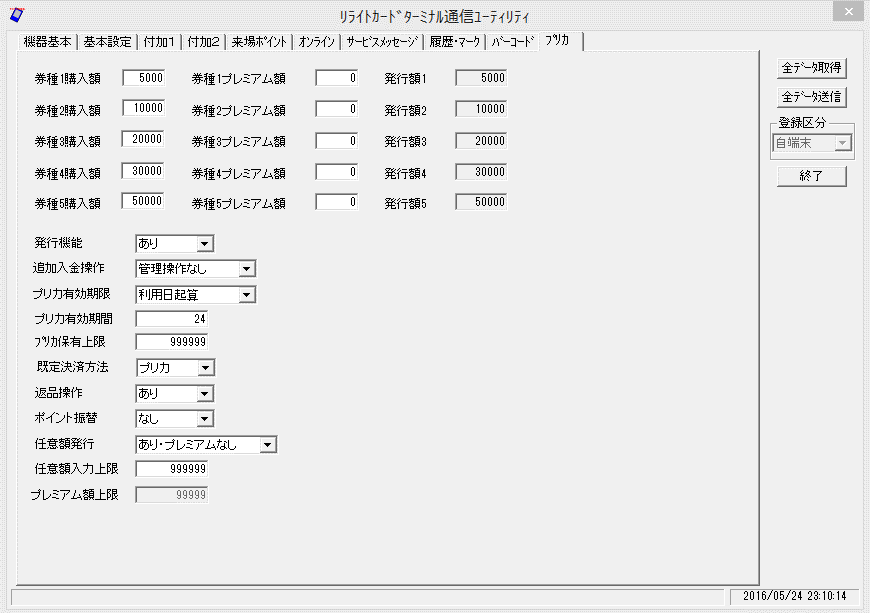 ﾘﾗｲﾄｶｰﾄﾞﾀｰﾐﾅﾙ通信ﾕｰﾃｨﾘﾃｨ
機器基本 基本設定 付加1 付加2 来場ﾎﾟｲﾝﾄ ｵﾝﾗｲﾝ ｻｰﾋﾞｽﾒｯｾｰｼﾞ 履歴･ﾏｰｸ ﾊﾞｰｺｰﾄﾞ ﾌﾟﾘｶ
券種1購入額 5000 券種1プレミアム額 0 発行額1 5000
券種2購入額 10000 券種2プレミアム額 0 発行額2 10000
券種3購入額 20000 券種3プレミアム額 0 発行額3 20000
券種4購入額 30000 券種4プレミアム額 0 発行額4 30000
券種5購入額 50000 券種5プレミアム額 0 発行額5 50000
発行機能 あり
追加入金操作 管理操作なし
プリカ有効期限 利用日起算
プリカ有効期間 24
ﾌﾟﾘｶ保有上限 999999
既定決済方法 プリカ
返品操作 あり
ポイント振替 なし
任意額発行 あり･プレミアムなし
任意額入力上限 999999
プレミアム額上限 99999
全データ取得
全データ送信
登録区分
自端末
終了
2016/05/24 23:10:14